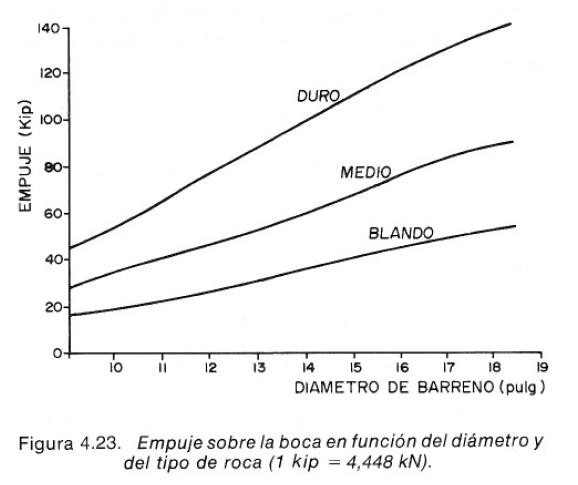 140
120
100
80
60
40
20
0
EMPUJE (Kip)
DURO
MEDIO
BLANDO
10 11 12 13 14 15 16 17 18 19
DIAMETRO DE BARRENO (pulg)
Figura 4.23. Empuje sobre la boca en función del diámetro y
del tipo de roca (1 kip = 4,448 kN).